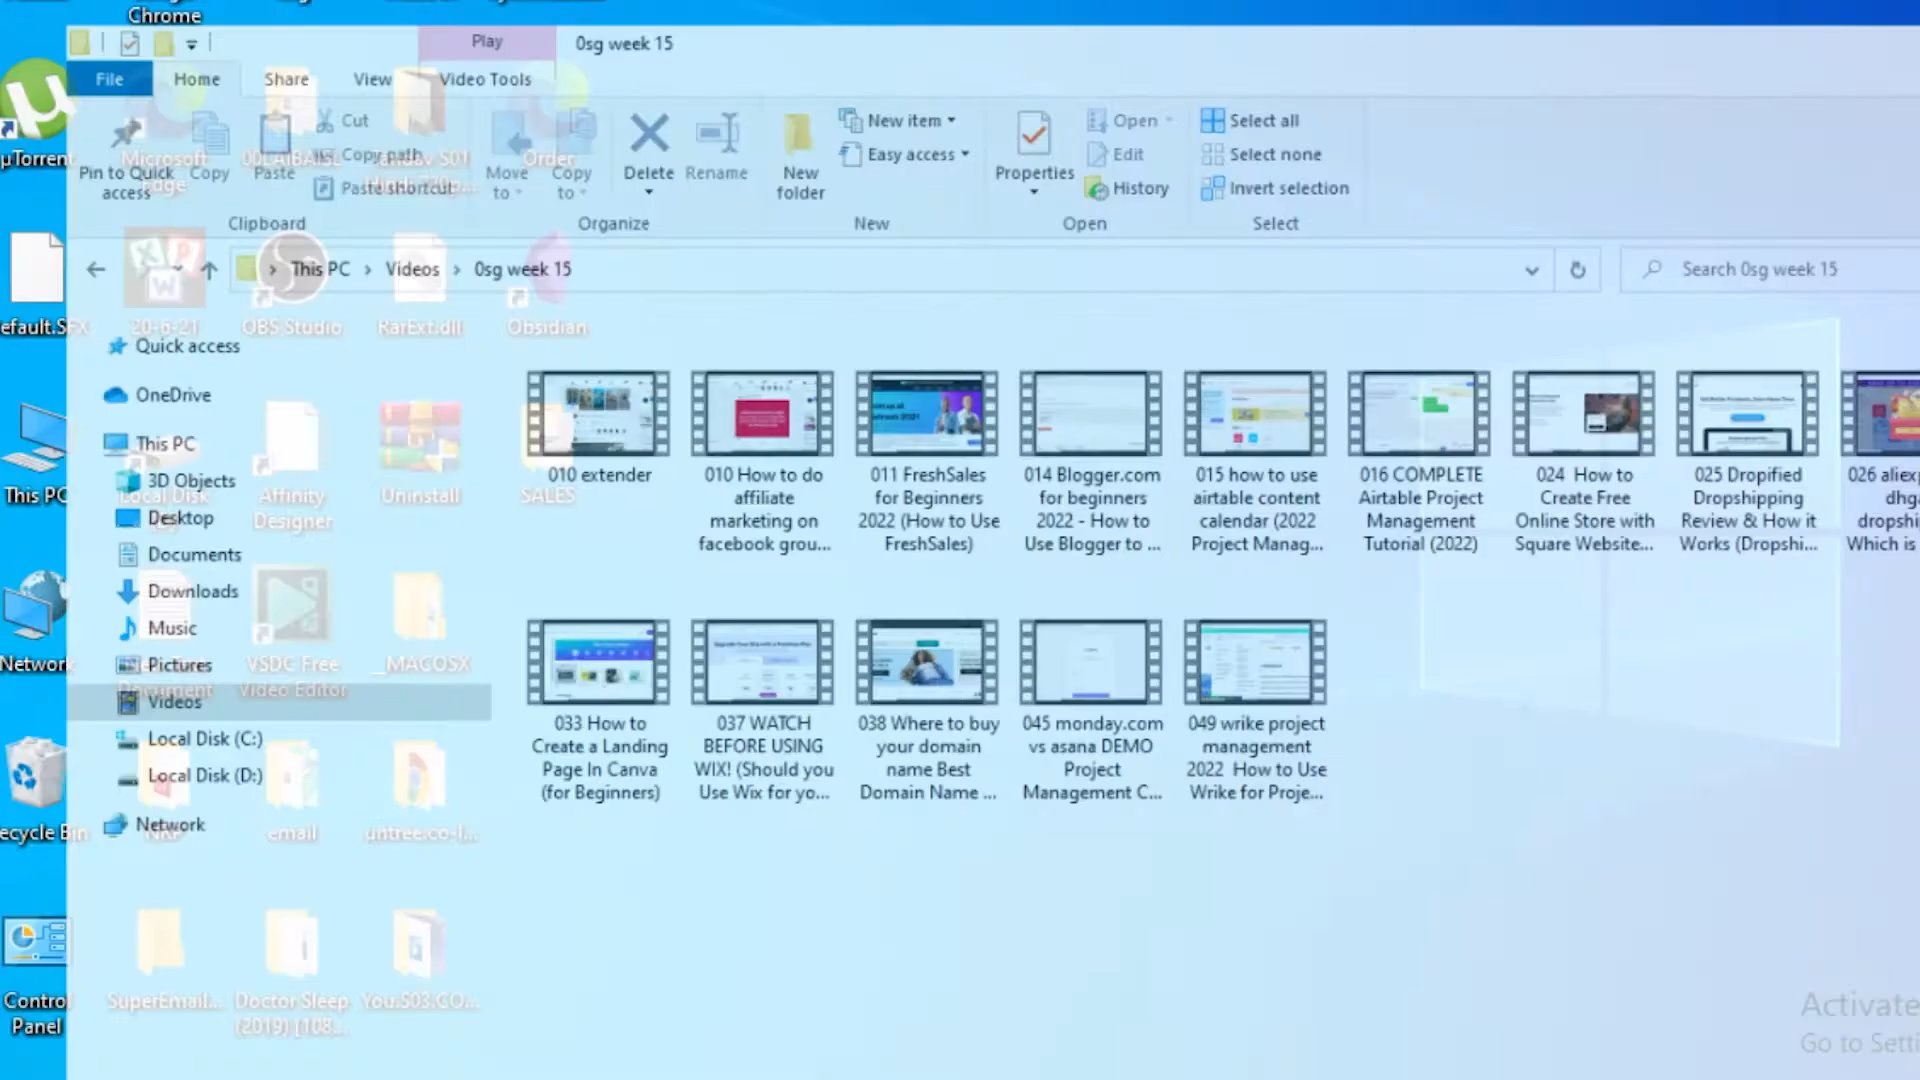 Chrome
Play
0sg week 15
File
Home
Share
View
Video Tools
µTorrent
Pin to Quick
access
Microsoft
Edge
Copy
Paste
Cut
Copy path
Paste shortcut
Move
to
Copy
to
Order
Delete
Rename
New
folder
New item
Easy access
Properties
Open
Edit
History
Select all
Select none
Invert selection
Clipboard
Organize
New
Open
Select
This PC
Videos
0sg week 15
Search 0sg week 15
efault.SFX
20-6-21
OBS Studio
RarExt.dll
Obsidian
Quick access
OneDrive
This PC
3D Objects
Desktop
Documents
Downloads
Music
Pictures
Videos
Local Disk (C:)
Local Disk (D:)
Network
This PC
Local Disk
Affinity
Designer
Uninstall
SALES
Network
Document
VSDC Free
Video Editor
__MACOSX
ecycle Bin
email
untree.co-l...
Control
Panel
SuperEmail...
Doctor Sleep
(2019) [108...
You.S03.CO...
010 extender
010 How to do
affiliate
marketing on
facebook grou...
011 FreshSales
for Beginners
2022 (How to Use
FreshSales)
014 Blogger.com
for beginners
2022 - How to
Use Blogger to ...
015 how to use
airtable content
calendar (2022
Project Manag...
016 COMPLETE
Airtable Project
Management
Tutorial (2022)
024 How to
Create Free
Online Store with
Square Website...
025 Dropified
Dropshipping
Review & How it
Works (Dropshi...
026 aliexp
dhga
dropshi
Which is
033 How to
Create a Landing
Page In Canva
(for Beginners)
037 WATCH
BEFORE USING
WIX! (Should you
Use Wix for yo...
038 Where to buy
your domain
name Best
Domain Name ...
045 monday.com
vs asana DEMO
Project
Management C...
049 wrike project
management
2022 How to Use
Wrike for Proje...
Activate
Go to Setti